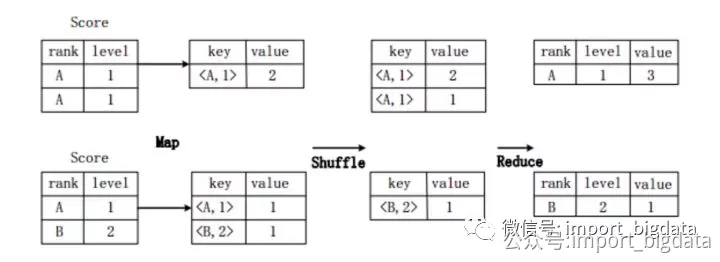 Score
rank level
A 1
A 1
key value
<A, 1> 2
key value
<A, 1> 2
<A, 1> 1
rank level value
A 1 3
Map
Shuffle
Reduce
Score
rank level
A 1
B 2
key value
<A, 1> 1
<B, 2> 1
key value
<B, 2> 1
rank level value
B 2 1
微信号: import_bigdata
公众号: import_bigdata